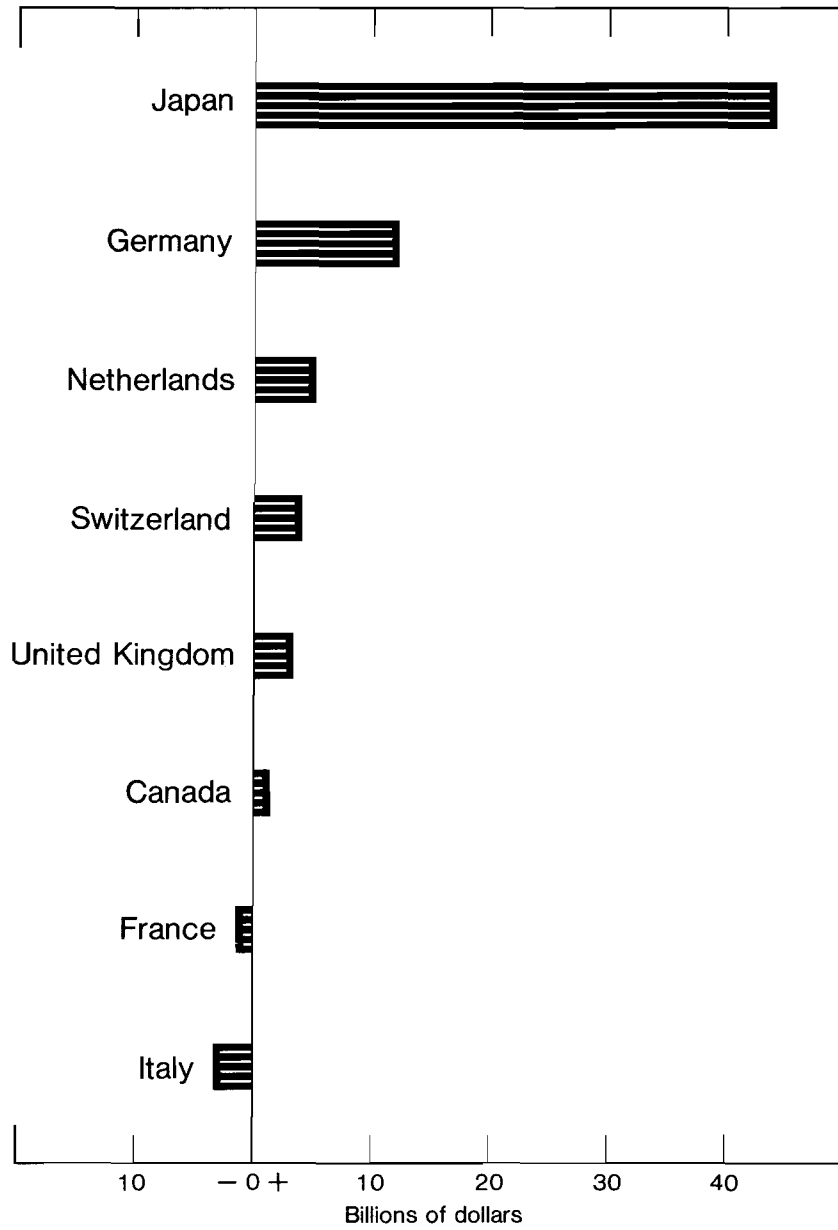 Japan
Germany
Netherlands
Switzerland
United Kingdom
Canada
France
Italy
10 − 0 + 10 20 30 40
Billions of dollars